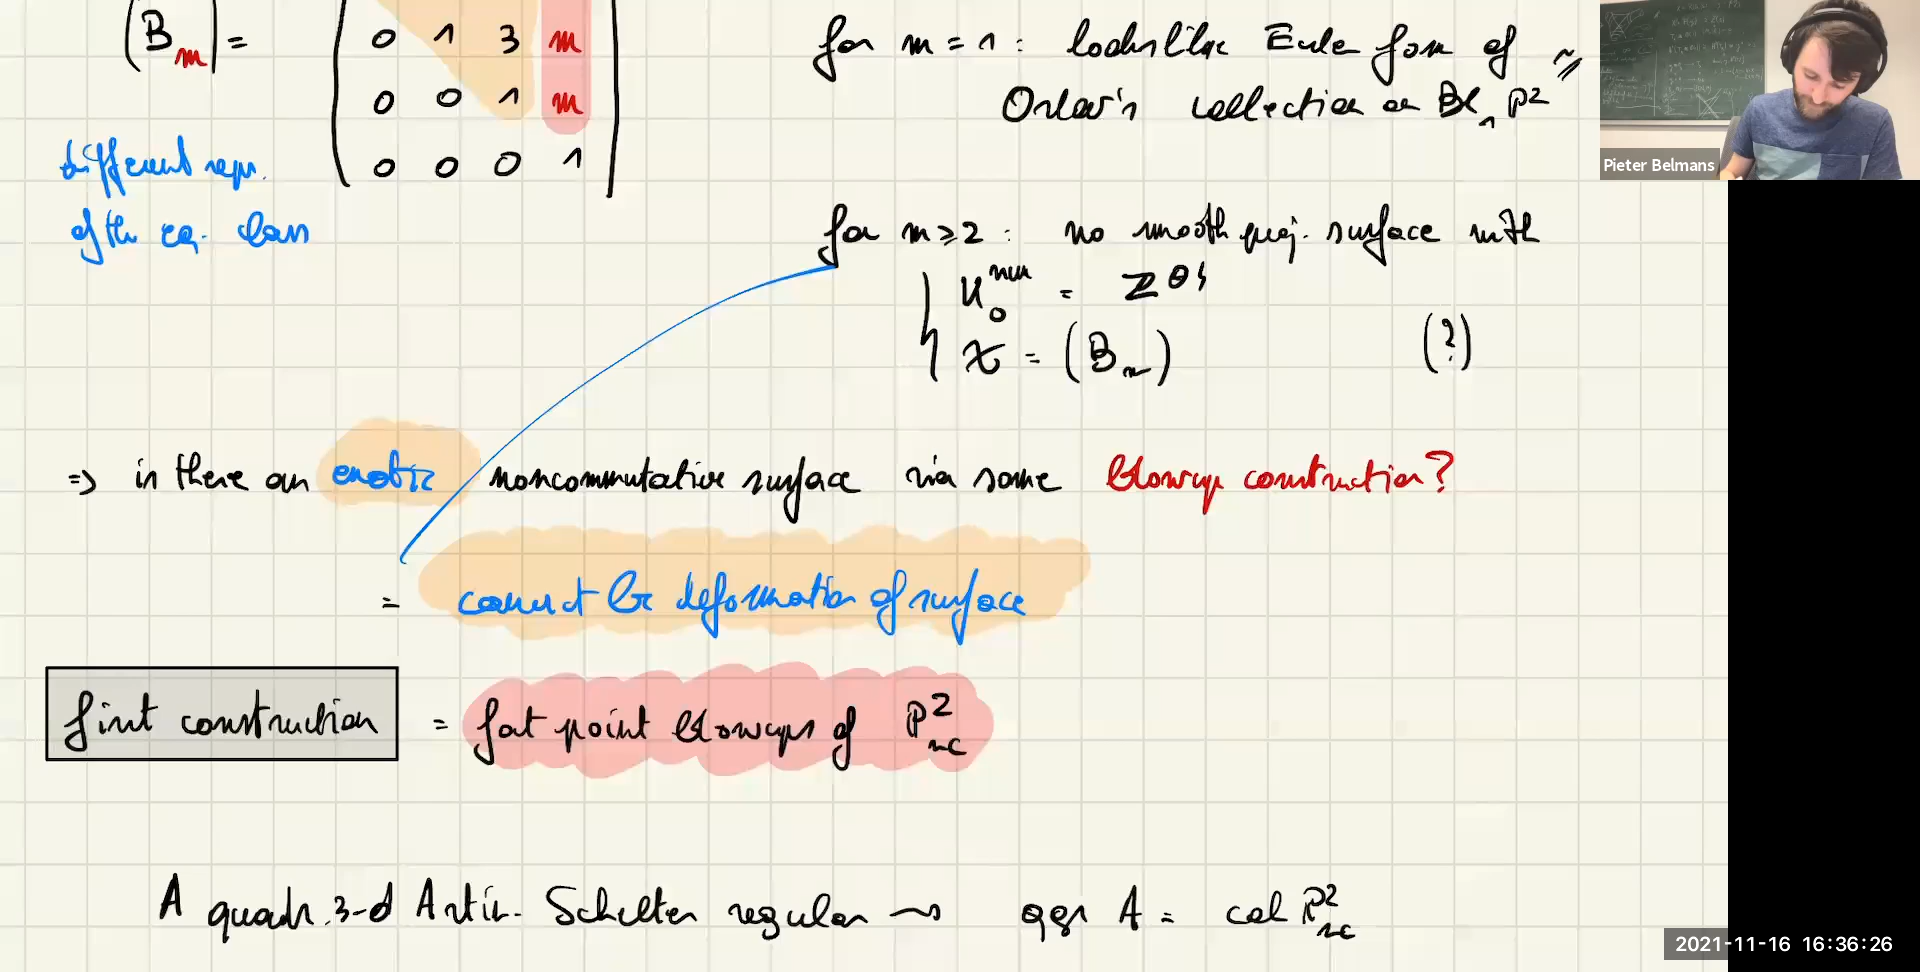 (B_m) =
0 1 3 m
0 0 1 m
0 0 0 1
different repr.
of the eq. class
for m = 1 : looks like Euler form of
Orlov's collection on Bl_1 P^2
for m ≥ 2 : no smooth proj. surface with
K_0^num = Z^⊕4
χ = (B_m) (?)
⇒ is there an exotic noncommutative surface via some blowup construction?
= cannot be deformation of surface
first construction = fat point blowups of P^2_nc
A quadr. 3-d Artin-Schelter regular ⇝ qgr A = coh P^2_nc
Pieter Belmans
2021-11-16 16:36:26